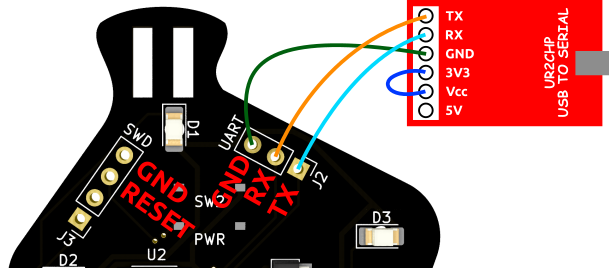 TX
RX
GND
3V3
Vcc
5V
UR2CHP
USB TO SERIAL
D1
UART
SWD
GND
RESET
GND
RX
TX
J2
SW2
PWR
J3
D2
U2
D3